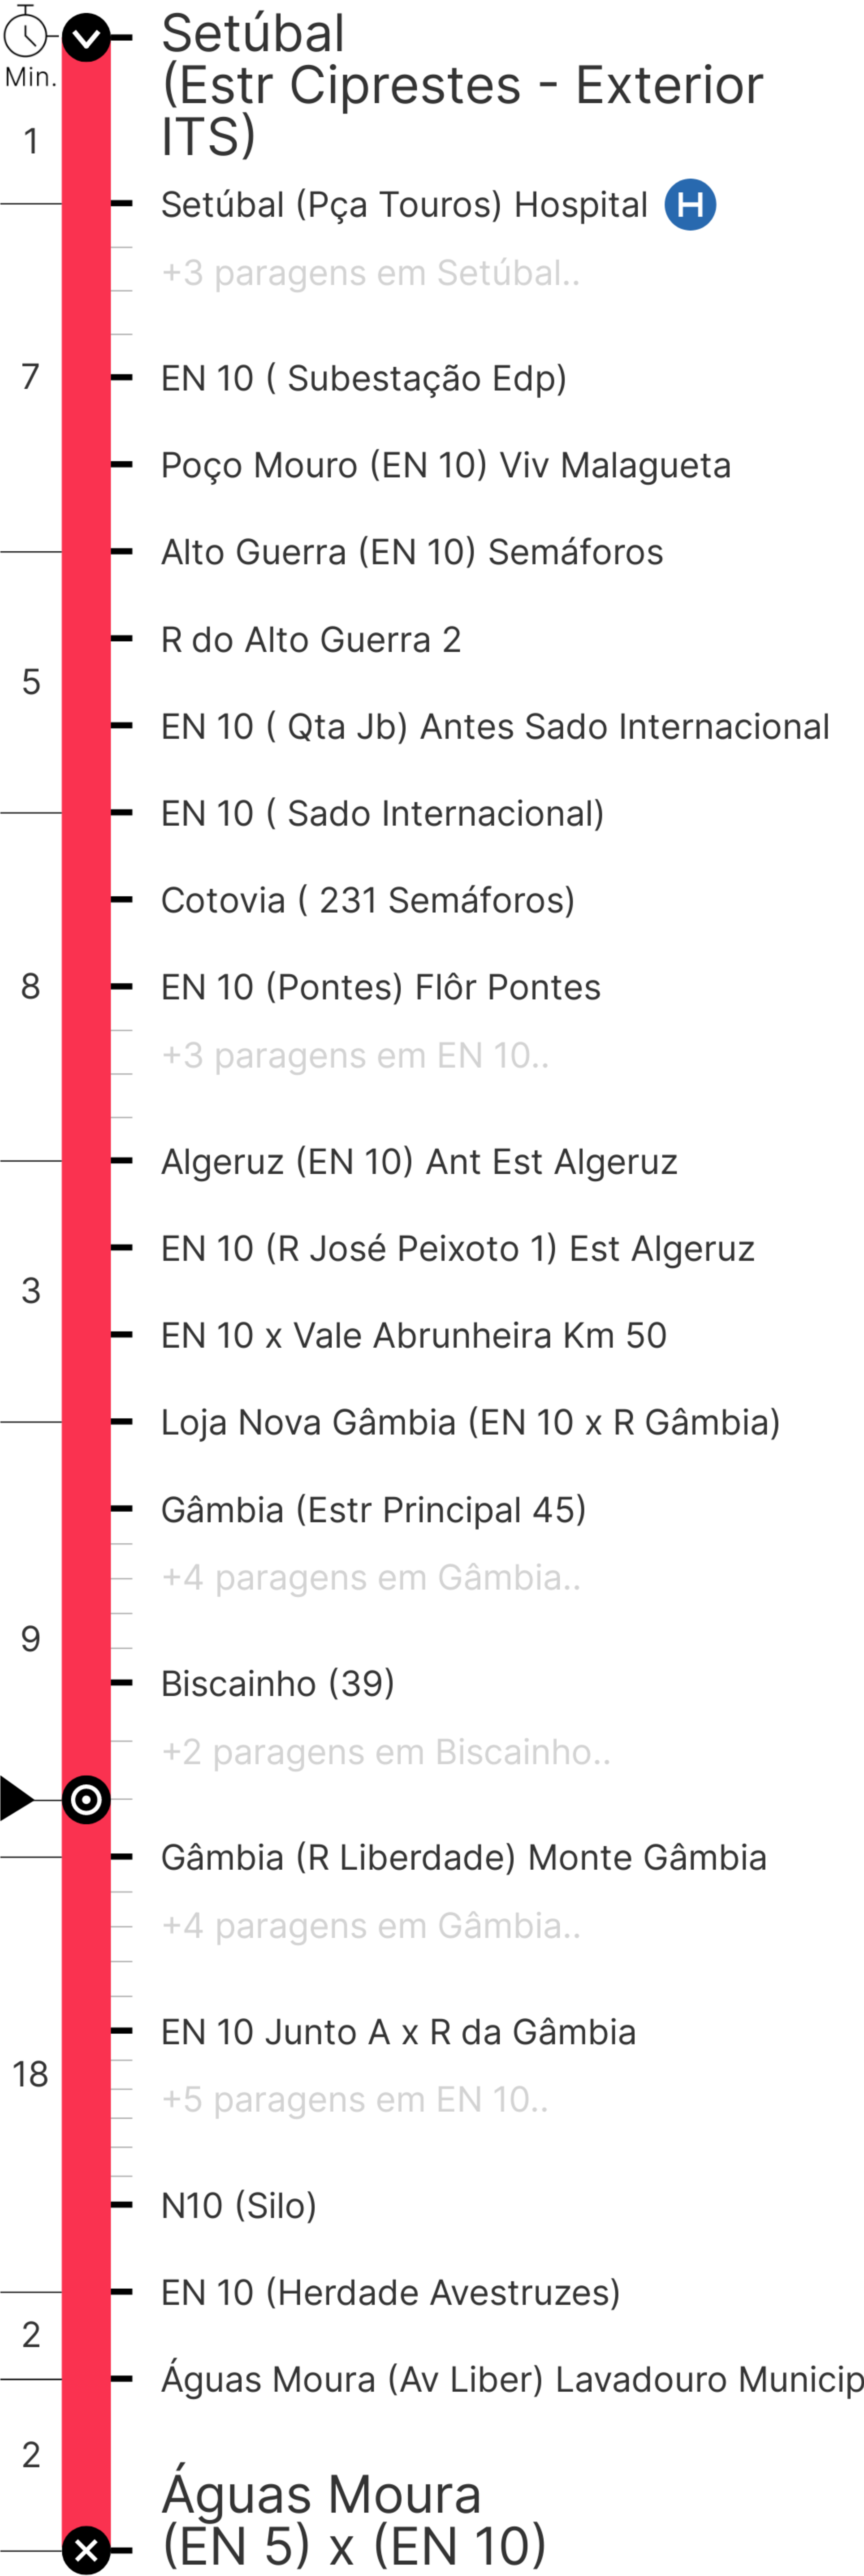 Setúbal
Min.
(Estr Ciprestes - Exterior
ITS)
1
Setúbal (Pça Touros) Hospital H
+3 paragens em Setúbal..
7
EN 10 ( Subestação Edp)
Poço Mouro (EN 10) Viv Malagueta
Alto Guerra (EN 10) Semáforos
R do Alto Guerra 2
5
EN 10 ( Qta Jb) Antes Sado Internacional
EN 10 ( Sado Internacional)
Cotovia ( 231 Semáforos)
8
EN 10 (Pontes) Flôr Pontes
+3 paragens em EN 10..
Algeruz (EN 10) Ant Est Algeruz
EN 10 (R José Peixoto 1) Est Algeruz
3
EN 10 x Vale Abrunheira Km 50
Loja Nova Gâmbia (EN 10 x R Gâmbia)
Gâmbia (Estr Principal 45)
+4 paragens em Gâmbia..
9
Biscainho (39)
+2 paragens em Biscainho..
Gâmbia (R Liberdade) Monte Gâmbia
+4 paragens em Gâmbia..
EN 10 Junto A x R da Gâmbia
18
+5 paragens em EN 10..
N10 (Silo)
EN 10 (Herdade Avestruzes)
2
Águas Moura (Av Liber) Lavadouro Municip
2
Águas Moura
(EN 5) x (EN 10)